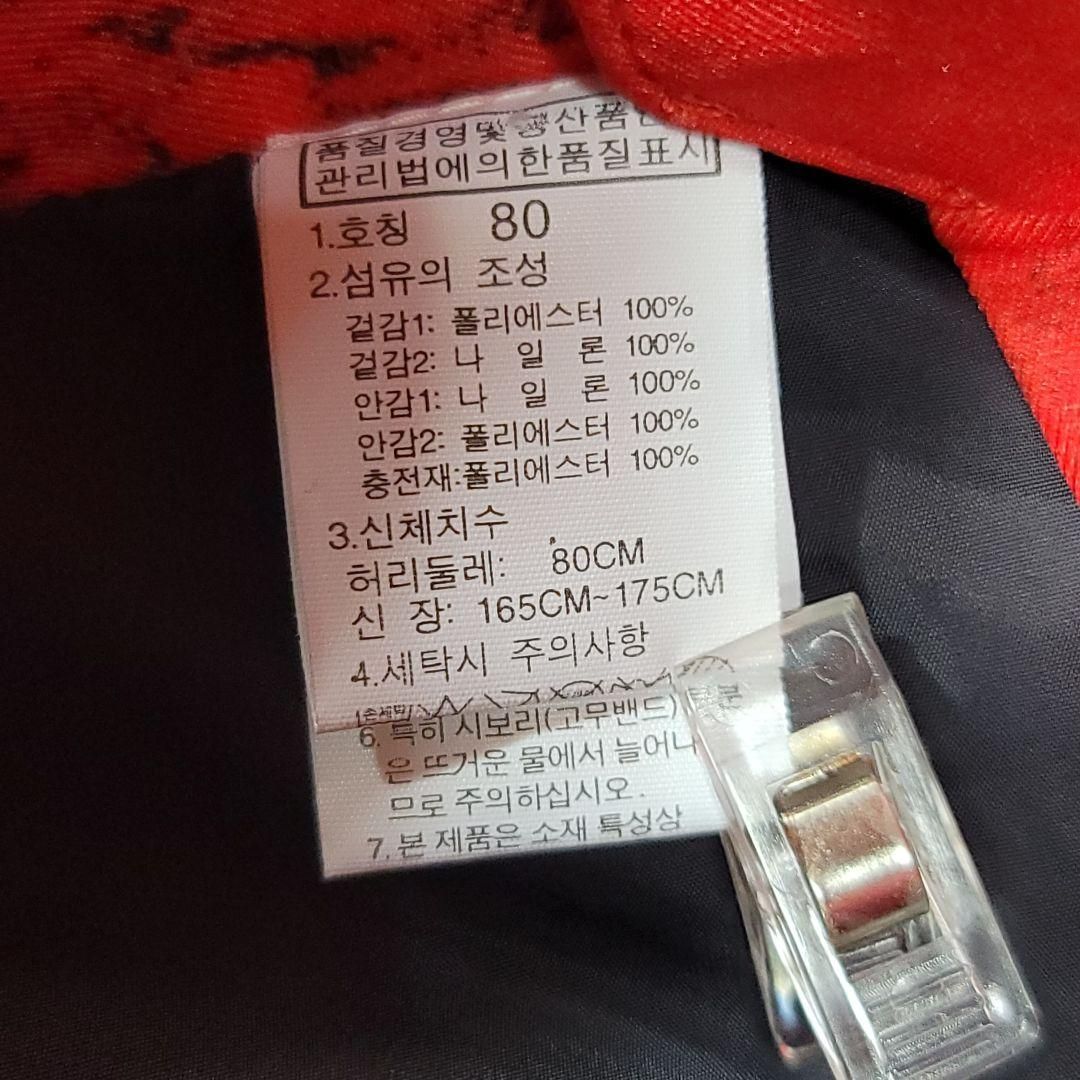 품질경영및공산품안
관리법에의한품질표시
1.호칭 80
2.섬유의 조성
겉감1: 폴리에스터 100%
겉감2: 나 일 론 100%
안감1: 나 일 론 100%
안감2: 폴리에스터 100%
충전재:폴리에스터 100%
3.신체치수
허리둘레: 80CM
신 장: 165CM~175CM
4.세탁시 주의사항
6. 특히 시보리(고무밴드) 부분
은 뜨거운 물에서 늘어나
므로 주의하십시오.
7. 본 제품은 소재 특성상